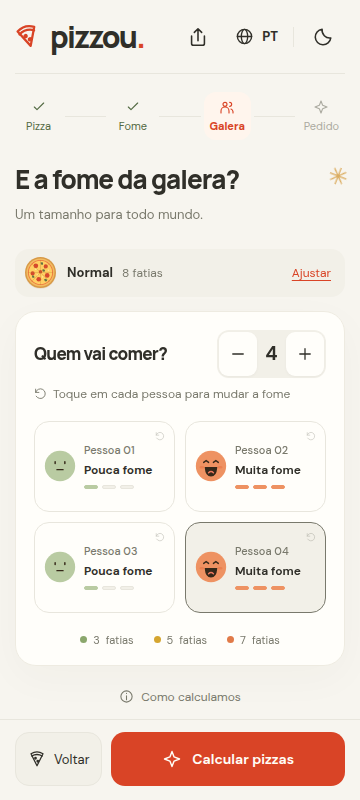 pizzou.
PT
Pizza
Fome
Galera
Pedido
E a fome da galera?
Um tamanho para todo mundo.
Normal 8 fatias
Ajustar
Quem vai comer?
4
Toque em cada pessoa para mudar a fome
Pessoa 01
Pouca fome
Pessoa 02
Muita fome
Pessoa 03
Pouca fome
Pessoa 04
Muita fome
3 fatias
5 fatias
7 fatias
Como calculamos
Voltar
Calcular pizzas